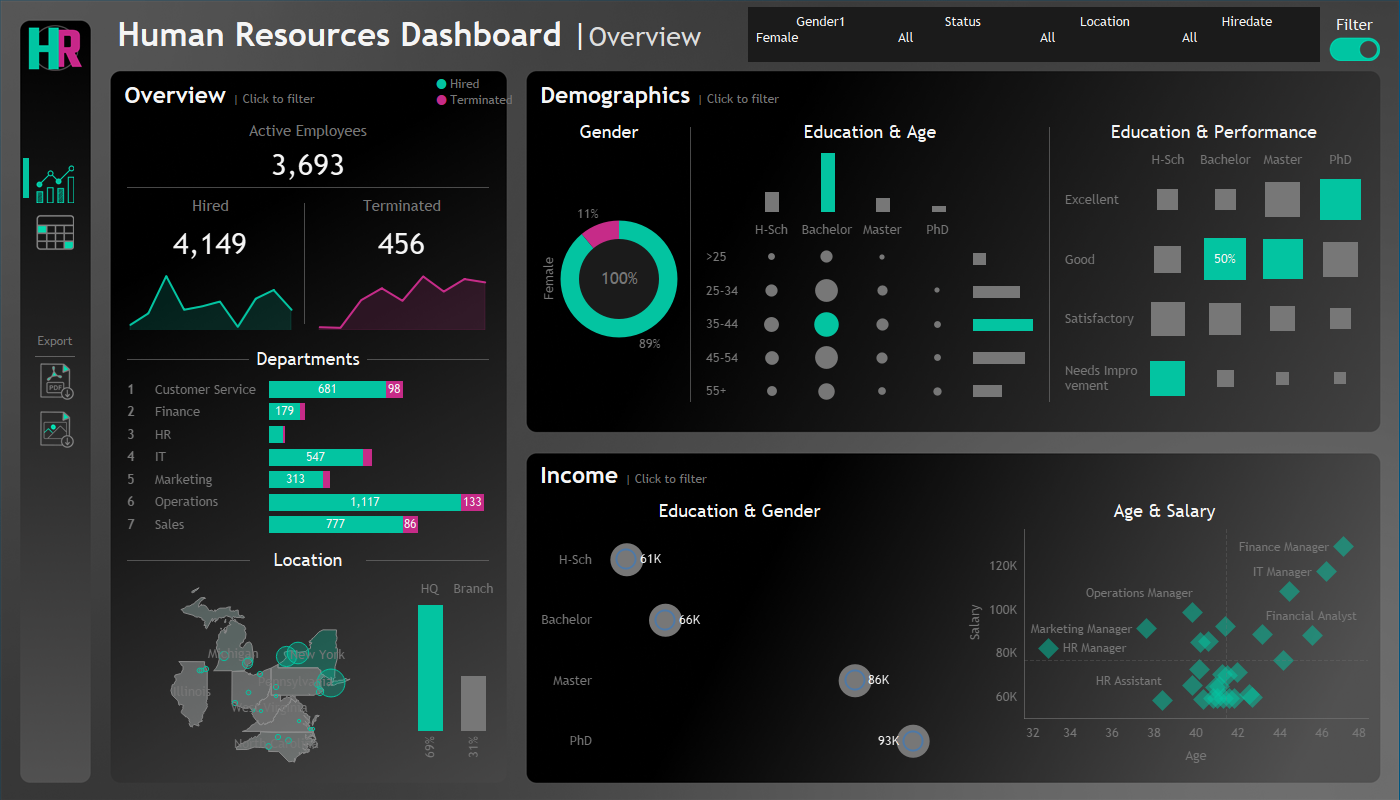 HR
Human Resources Dashboard |Overview
Gender1 Status Location Hiredate
Female All All All
Filter
Overview | Click to filter
Hired
Terminated
Active Employees
3,693
Hired Terminated
4,149 456
Departments
1 Customer Service 681 98
2 Finance 179
3 HR
4 IT 547
5 Marketing 313
6 Operations 1,117 133
7 Sales 777 86
Location
HQ Branch
Michigan
New York
Pennsylvania
Illinois
West Virginia
North Carolina
69% 31%
Export
PDF
Demographics | Click to filter
Gender
11%
Female
100%
89%
Education & Age
H-Sch Bachelor Master PhD
>25
25-34
35-44
45-54
55+
Education & Performance
H-Sch Bachelor Master PhD
Excellent
Good 50%
Satisfactory
Needs Impro
vement
Income | Click to filter
Education & Gender
H-Sch 61K
Bachelor 66K
Master 86K
PhD 93K
Age & Salary
Salary
120K
100K
80K
60K
Finance Manager
IT Manager
Operations Manager
Financial Analyst
Marketing Manager
HR Manager
HR Assistant
32 34 36 38 40 42 44 46 48
Age